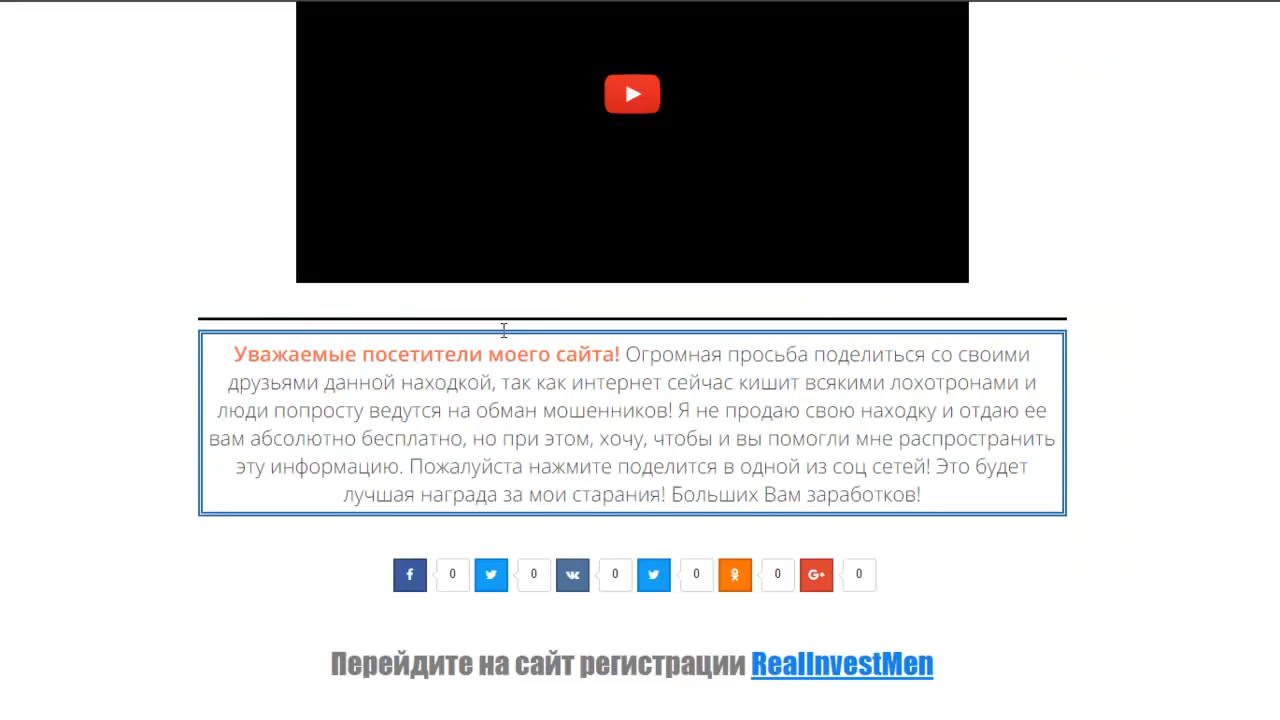 Уважаемые посетители моего сайта! Огромная просьба поделиться со своими
друзьями данной находкой, так как интернет сейчас кишит всякими лохотронами и
люди попросту ведутся на обман мошенников! Я не продаю свою находку и отдаю ее
вам абсолютно бесплатно, но при этом, хочу, чтобы и вы помогли мне распространить
эту информацию. Пожалуйста нажмите поделится в одной из соц сетей! Это будет
лучшая награда за мои старания! Больших Вам заработков!
0 0 0 0 0 G+ 0
Перейдите на сайт регистрации RealInvestMen